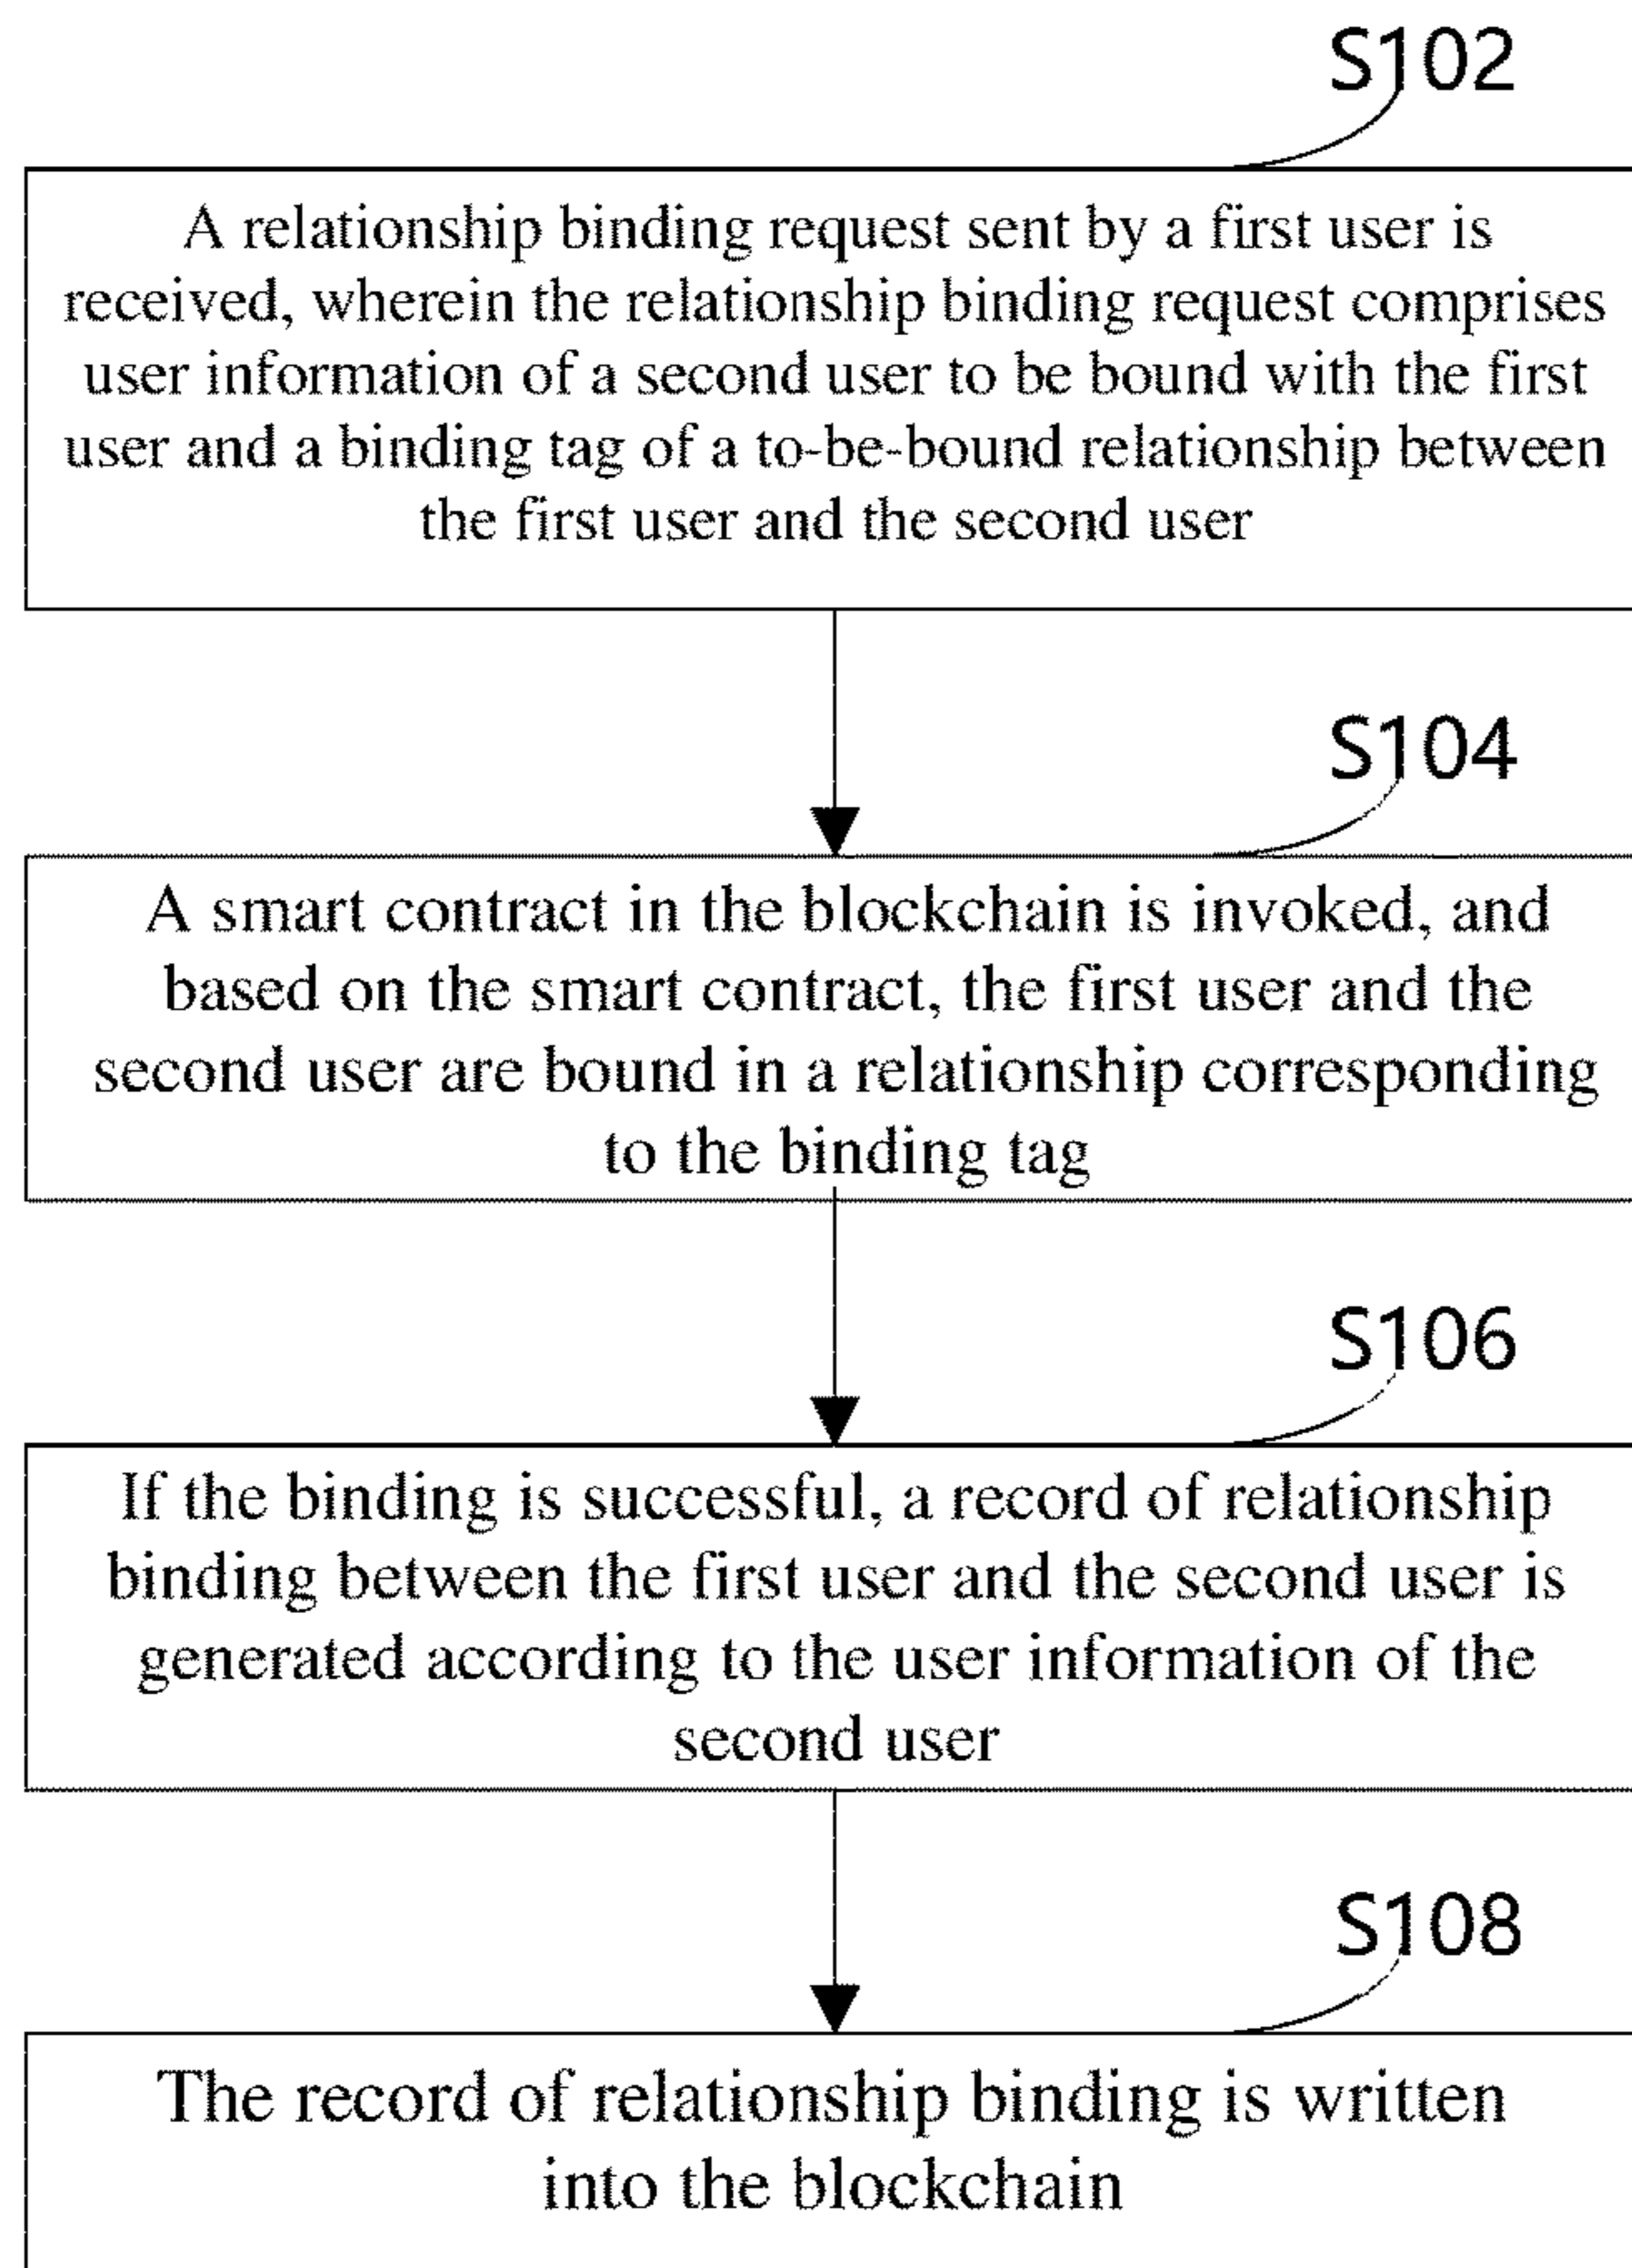 S102
A relationship binding request sent by a first user is
received, wherein the relationship binding request comprises
user information of a second user to be bound with the first
user and a binding tag of a to-be-bound relationship between
the first user and the second user
S104
A smart contract in the blockchain is invoked, and
based on the smart contract, the first user and the
second user are bound in a relationship corresponding
to the binding tag
S106
If the binding is successful, a record of relationship
binding between the first user and the second user is
generated according to the user information of the
second user
S108
The record of relationship binding is written
into the blockchain